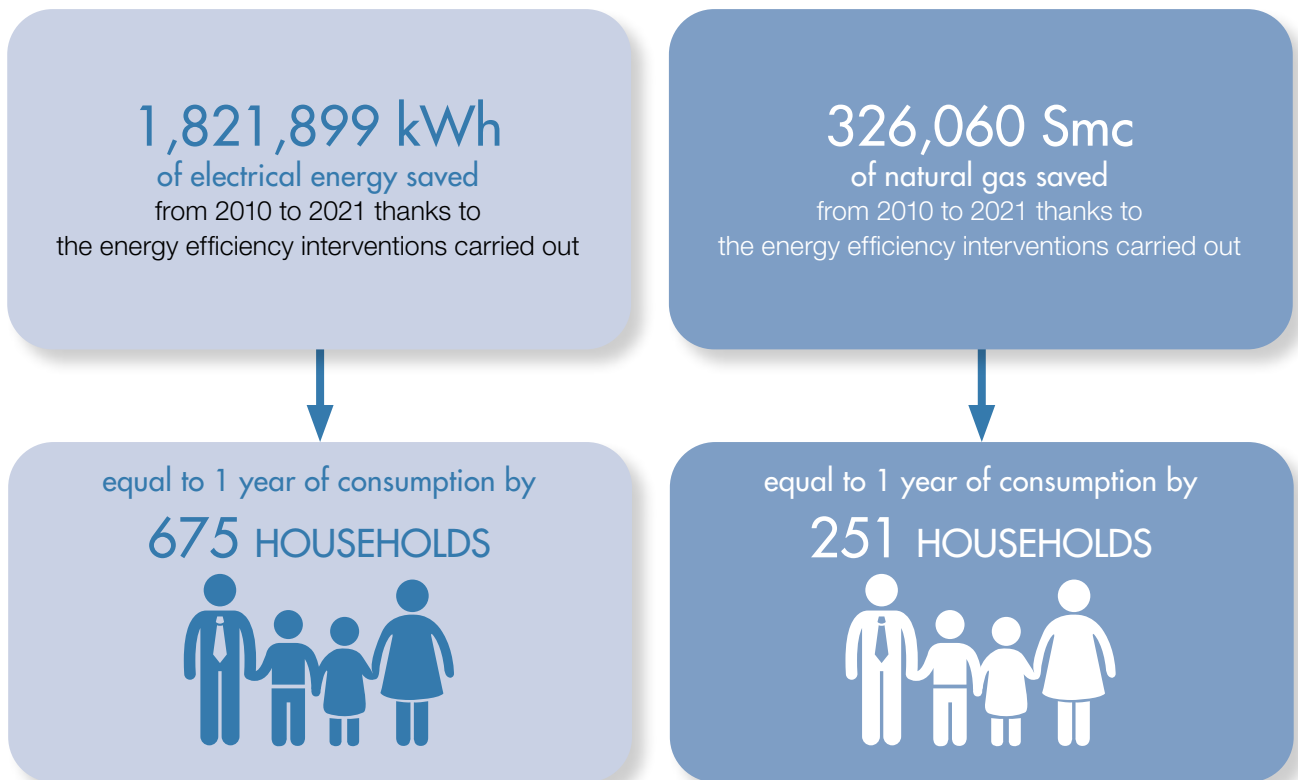 1,821,899 kWh
of electrical energy saved
from 2010 to 2021 thanks to
the energy efficiency interventions carried out
326,060 Smc
of natural gas saved
from 2010 to 2021 thanks to
the energy efficiency interventions carried out
equal to 1 year of consumption by
675 HOUSEHOLDS
equal to 1 year of consumption by
251 HOUSEHOLDS